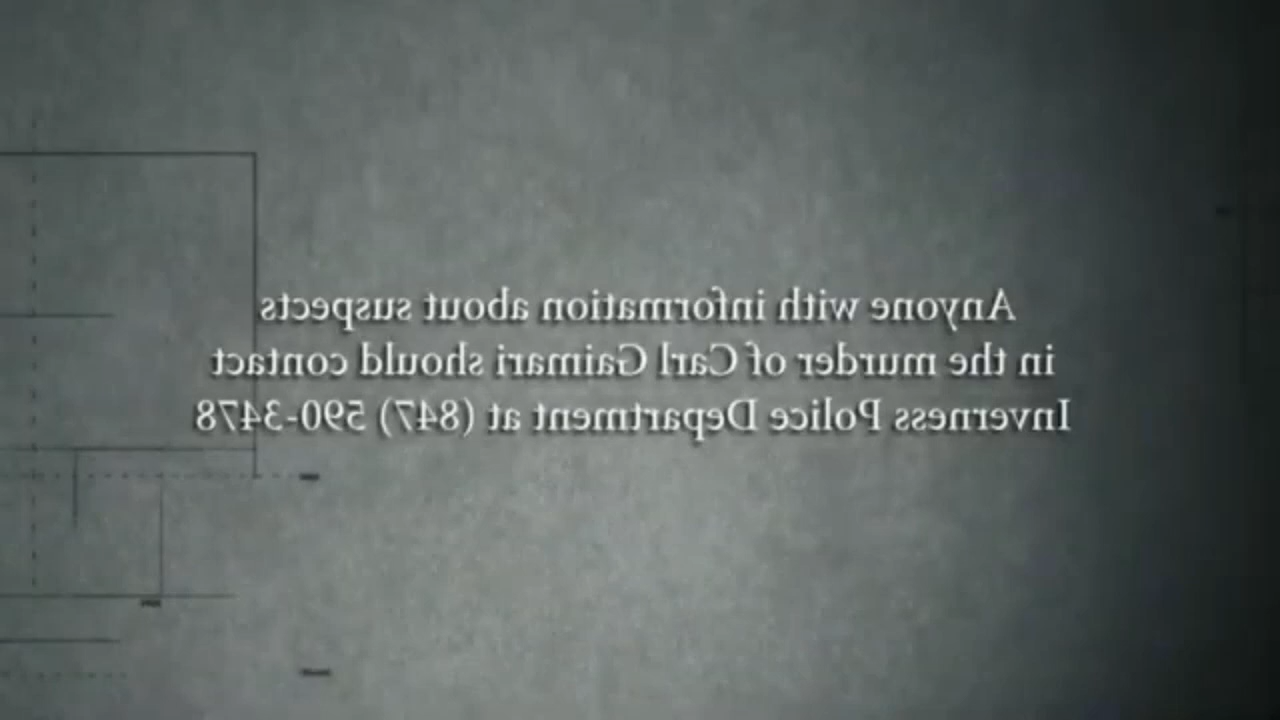 Anyone with information about suspects
in the murder of Carl Gaimari should contact
Inverness Police Department at (847) 590-3478